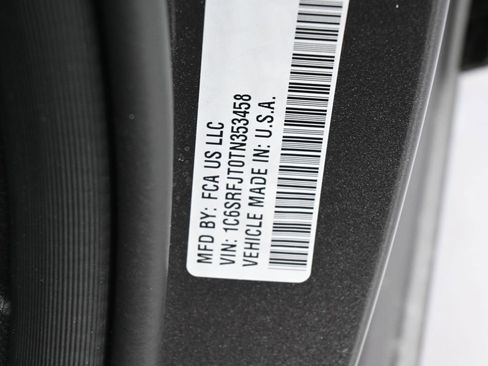 MFD BY: FCA US LLC
VIN: 1C6SRFJT0TN353458
VEHICLE MADE IN: U.S.A.